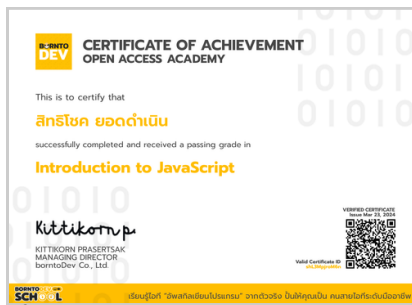 BORNTO
DEV
CERTIFICATE OF ACHIEVEMENT
OPEN ACCESS ACADEMY
This is to certify that
สิทธิโชค ยอดดำเนิน
successfully completed and received a passing grade in
Introduction to JavaScript
Kittikorn p.
KITTIKORN PRASERTSAK
MANAGING DIRECTOR
borntoDev Co., Ltd.
VERIFIED CERTIFICATE
Issue Mar 23, 2024
Valid Certificate ID
BORNTO
SCHOOL
เรียนรู้ไอที "อัพสกิลเขียนโปรแกรม" จากตัวจริง ปั้นให้คุณเป็น คนสายไอทีระดับมืออาชีพ